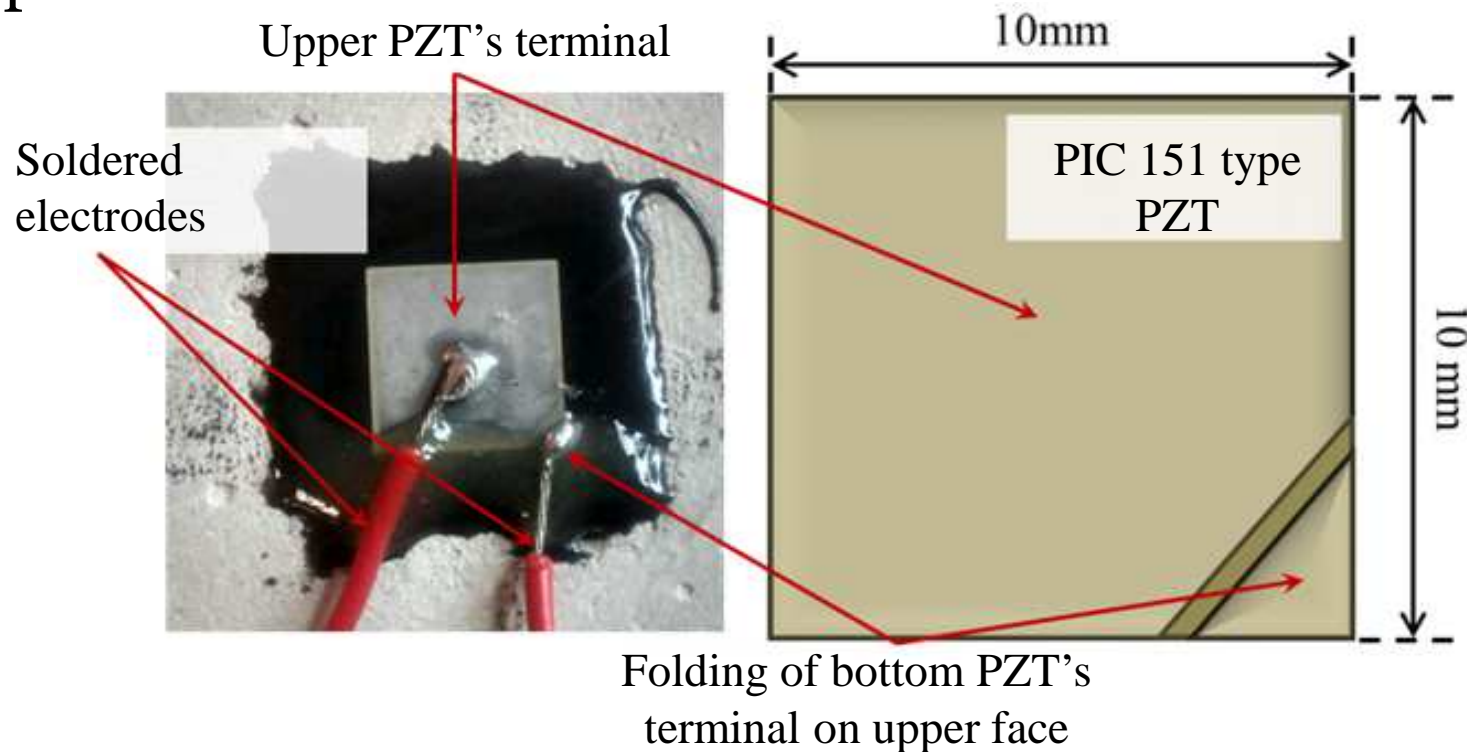 Upper PZT's terminal
10mm
Soldered
electrodes
PIC 151 type
PZT
10 mm
Folding of bottom PZT's
terminal on upper face